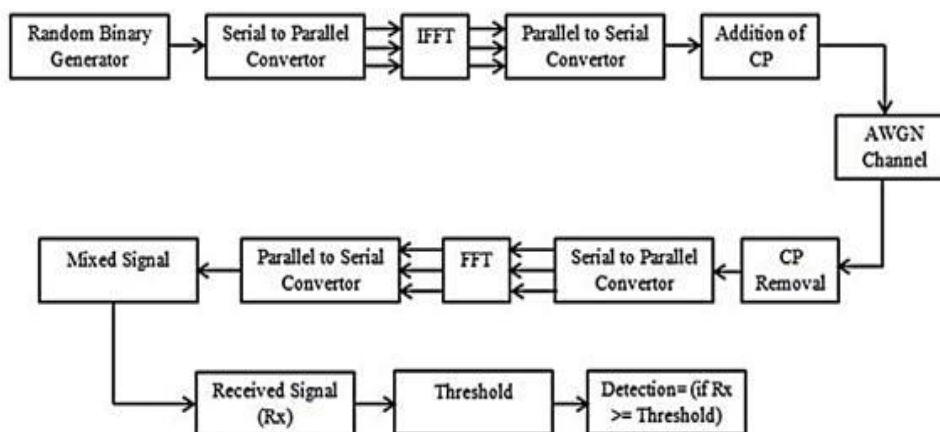 Random Binary
Generator
Serial to Parallel
Convertor
IFFT
Parallel to Serial
Convertor
Addition of
CP
AWGN
Channel
CP
Removal
Serial to Parallel
Convertor
FFT
Parallel to Serial
Convertor
Mixed Signal
Received Signal
(Rx)
Threshold
Detection= (if Rx
>= Threshold)